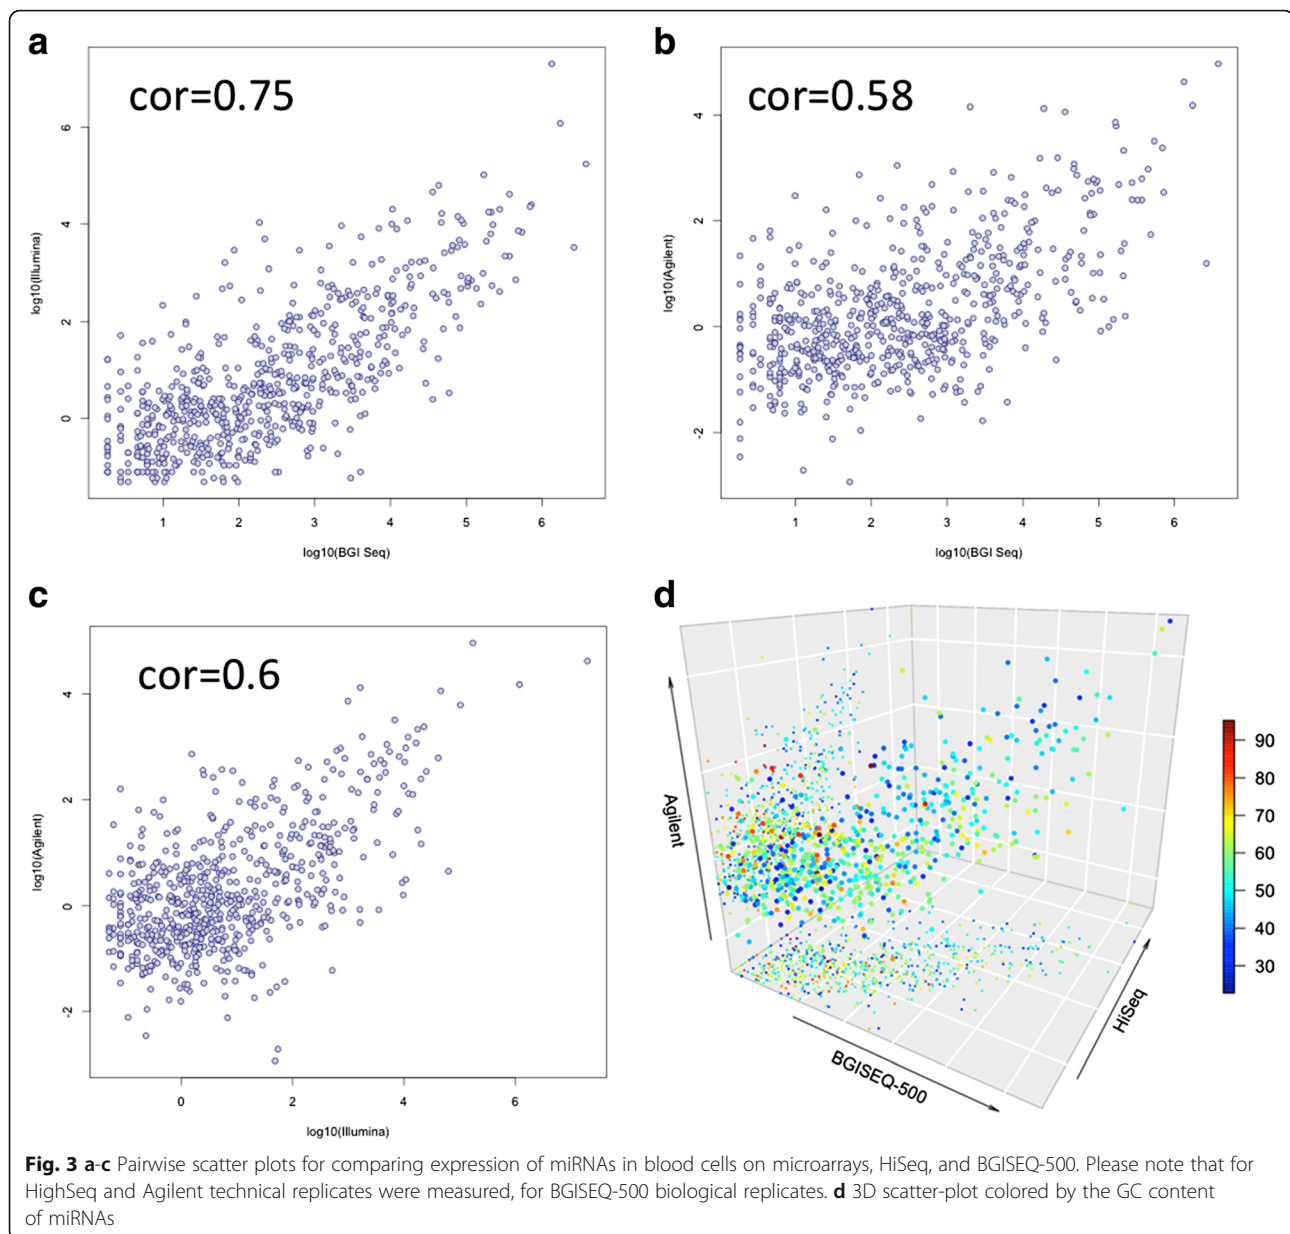 a
cor=0.75
6
4
2
0
log10(Illumina)
1 2 3 4 5 6
log10(BGI Seq)
b
cor=0.58
4
2
0
-2
log10(Agilent)
1 2 3 4 5 6
log10(BGI Seq)
c
cor=0.6
4
2
0
-2
log10(Agilent)
0 2 4 6
log10(Illumina)
d
Agilent
BGISEQ-500
HiSeq
90
80
70
60
50
40
30
Fig. 3 a-c Pairwise scatter plots for comparing expression of miRNAs in blood cells on microarrays, HiSeq, and BGISEQ-500. Please note that for
HighSeq and Agilent technical replicates were measured, for BGISEQ-500 biological replicates. d 3D scatter-plot colored by the GC content
of miRNAs